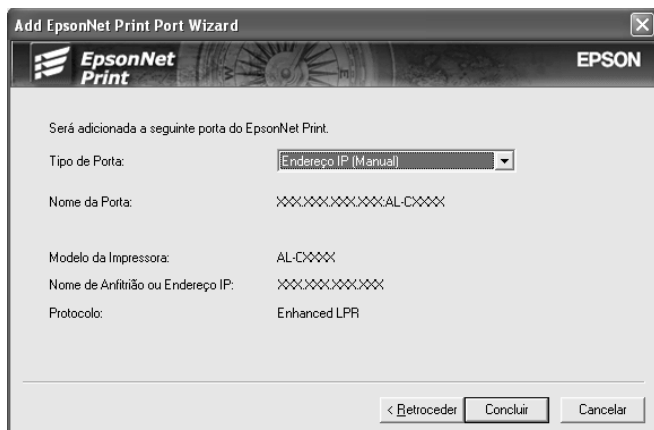 Add EpsonNet Print Port Wizard
EpsonNet
Print
EPSON
Será adicionada a seguinte porta do EpsonNet Print.
Tipo de Porta: Endereço IP (Manual)
Nome da Porta: XXX.XXX.XXX.XXX:AL-CXXXX
Modelo da Impressora: AL-CXXXX
Nome de Anfitrião ou Endereço IP: XXX.XXX.XXX.XXX
Protocolo: Enhanced LPR
< Retroceder Concluir Cancelar